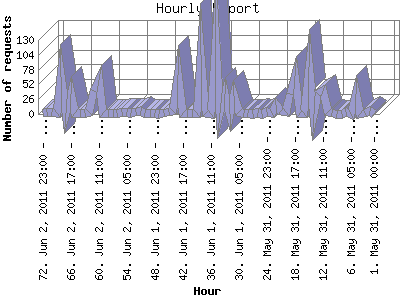 Hourly Report
Number of requests
130
104
78
52
26
0
72. Jun 2, 2011 23:00 -...
66. Jun 2, 2011 17:00 -...
60. Jun 2, 2011 11:00 -...
54. Jun 2, 2011 05:00 -...
48. Jun 1, 2011 23:00 -...
42. Jun 1, 2011 17:00 -...
36. Jun 1, 2011 11:00 -...
30. Jun 1, 2011 05:00 -...
24. May 31, 2011 23:00 -...
18. May 31, 2011 17:00 -...
12. May 31, 2011 11:00 -...
6. May 31, 2011 05:00 -...
1. May 31, 2011 00:00 -...
Hour